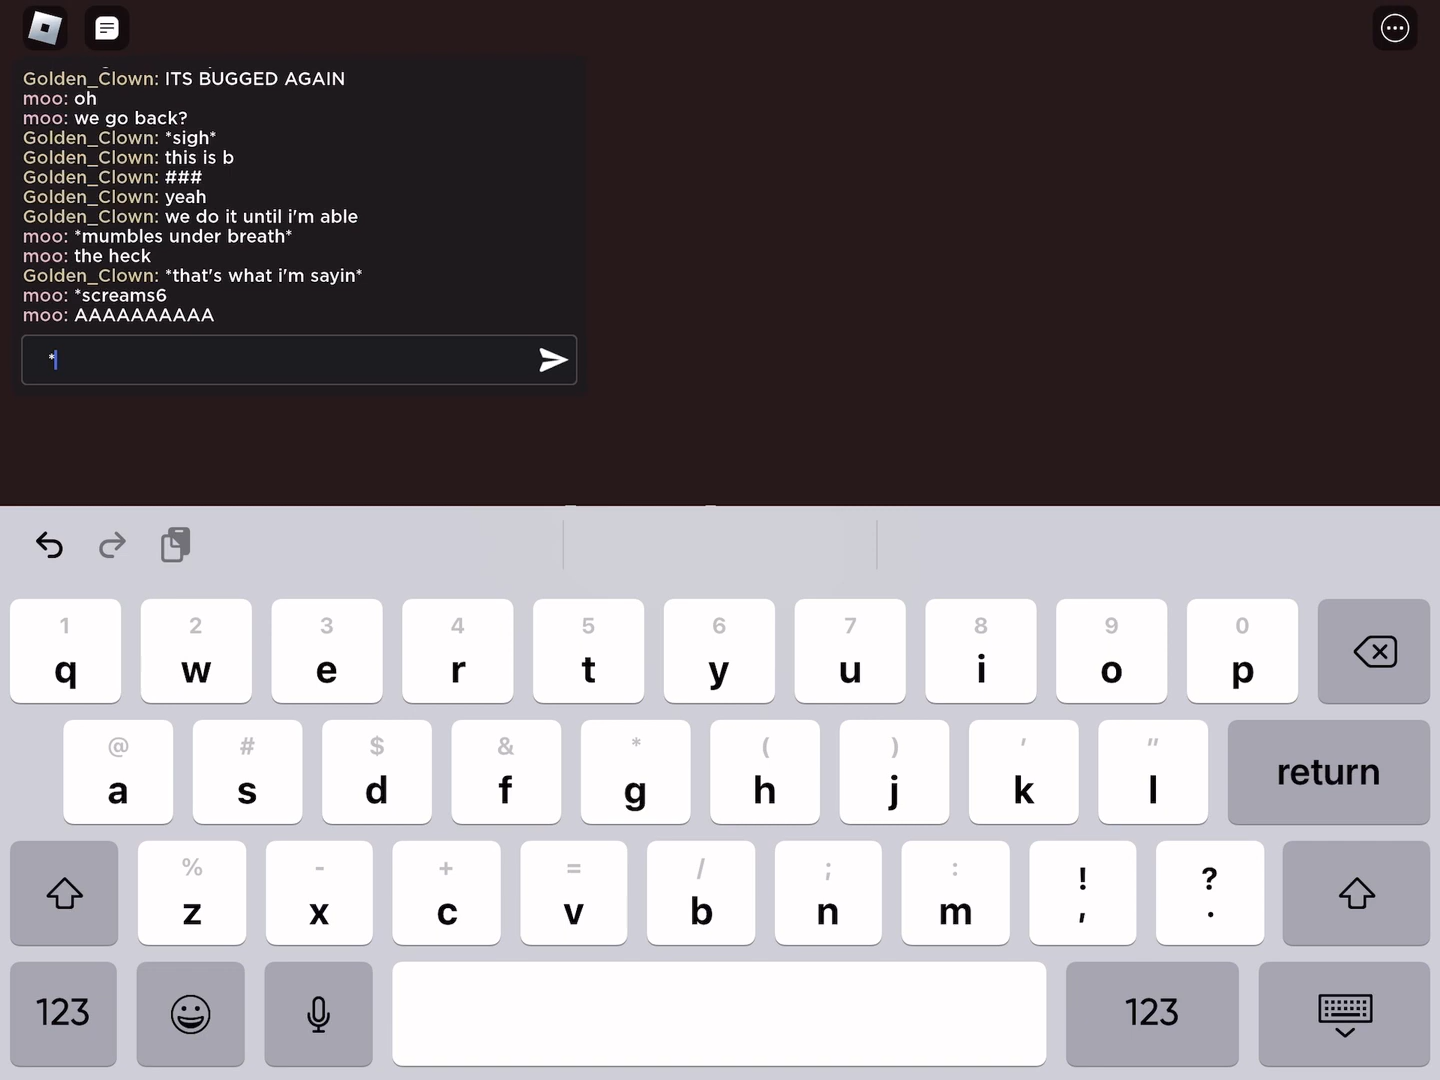 Golden_Clown: ITS BUGGED AGAIN
moo: oh
moo: we go back?
Golden_Clown: *sigh*
Golden_Clown: this is b
Golden_Clown: ###
Golden_Clown: yeah
Golden_Clown: we do it until i'm able
moo: *mumbles under breath*
moo: the heck
Golden_Clown: *that's what i'm sayin*
moo: *screams6
moo: AAAAAAAAAA
*
1 2 3 4 5 6 7 8 9 0
q w e r t y u i o p
@ # $ & * ( ) ' "
a s d f g h j k l return
% - + = / ; : ! ?
z x c v b n m , .
123 123